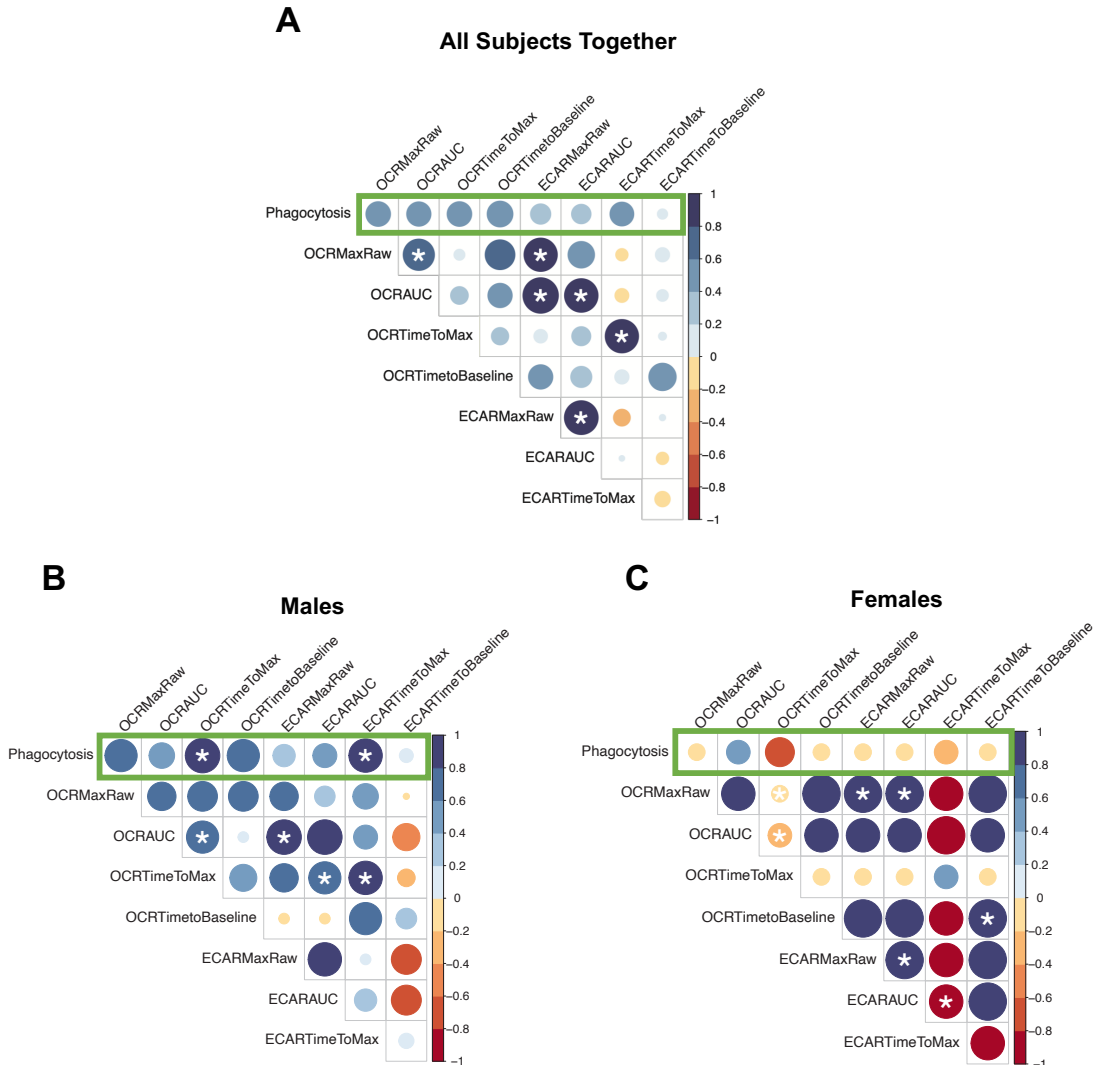 A
All Subjects Together
OCRMaxRaw
OCRAUC
OCRTimeToMax
OCRTimetoBaseline
ECARMaxRaw
ECARAUC
ECARTimeToMax
ECARTimeToBaseline
Phagocytosis
OCRMaxRaw
* *
OCRAUC
* *
OCRTimeToMax
*
OCRTimetoBaseline
ECARMaxRaw
*
ECARAUC
ECARTimeToMax
1
0.8
0.6
0.4
0.2
0
−0.2
−0.4
−0.6
−0.8
−1
B
Males
OCRMaxRaw
OCRAUC
OCRTimeToMax
OCRTimetoBaseline
ECARMaxRaw
ECARAUC
ECARTimeToMax
ECARTimeToBaseline
Phagocytosis
* *
OCRMaxRaw
OCRAUC
* *
OCRTimeToMax
* *
OCRTimetoBaseline
ECARMaxRaw
ECARAUC
ECARTimeToMax
1
0.8
0.6
0.4
0.2
0
−0.2
−0.4
−0.6
−0.8
−1
C
Females
OCRMaxRaw
OCRAUC
OCRTimeToMax
OCRTimetoBaseline
ECARMaxRaw
ECARAUC
ECARTimeToMax
ECARTimeToBaseline
Phagocytosis
OCRMaxRaw
* * *
OCRAUC
*
OCRTimeToMax
OCRTimetoBaseline
*
ECARMaxRaw
*
ECARAUC
*
ECARTimeToMax
1
0.8
0.6
0.4
0.2
0
−0.2
−0.4
−0.6
−0.8
−1